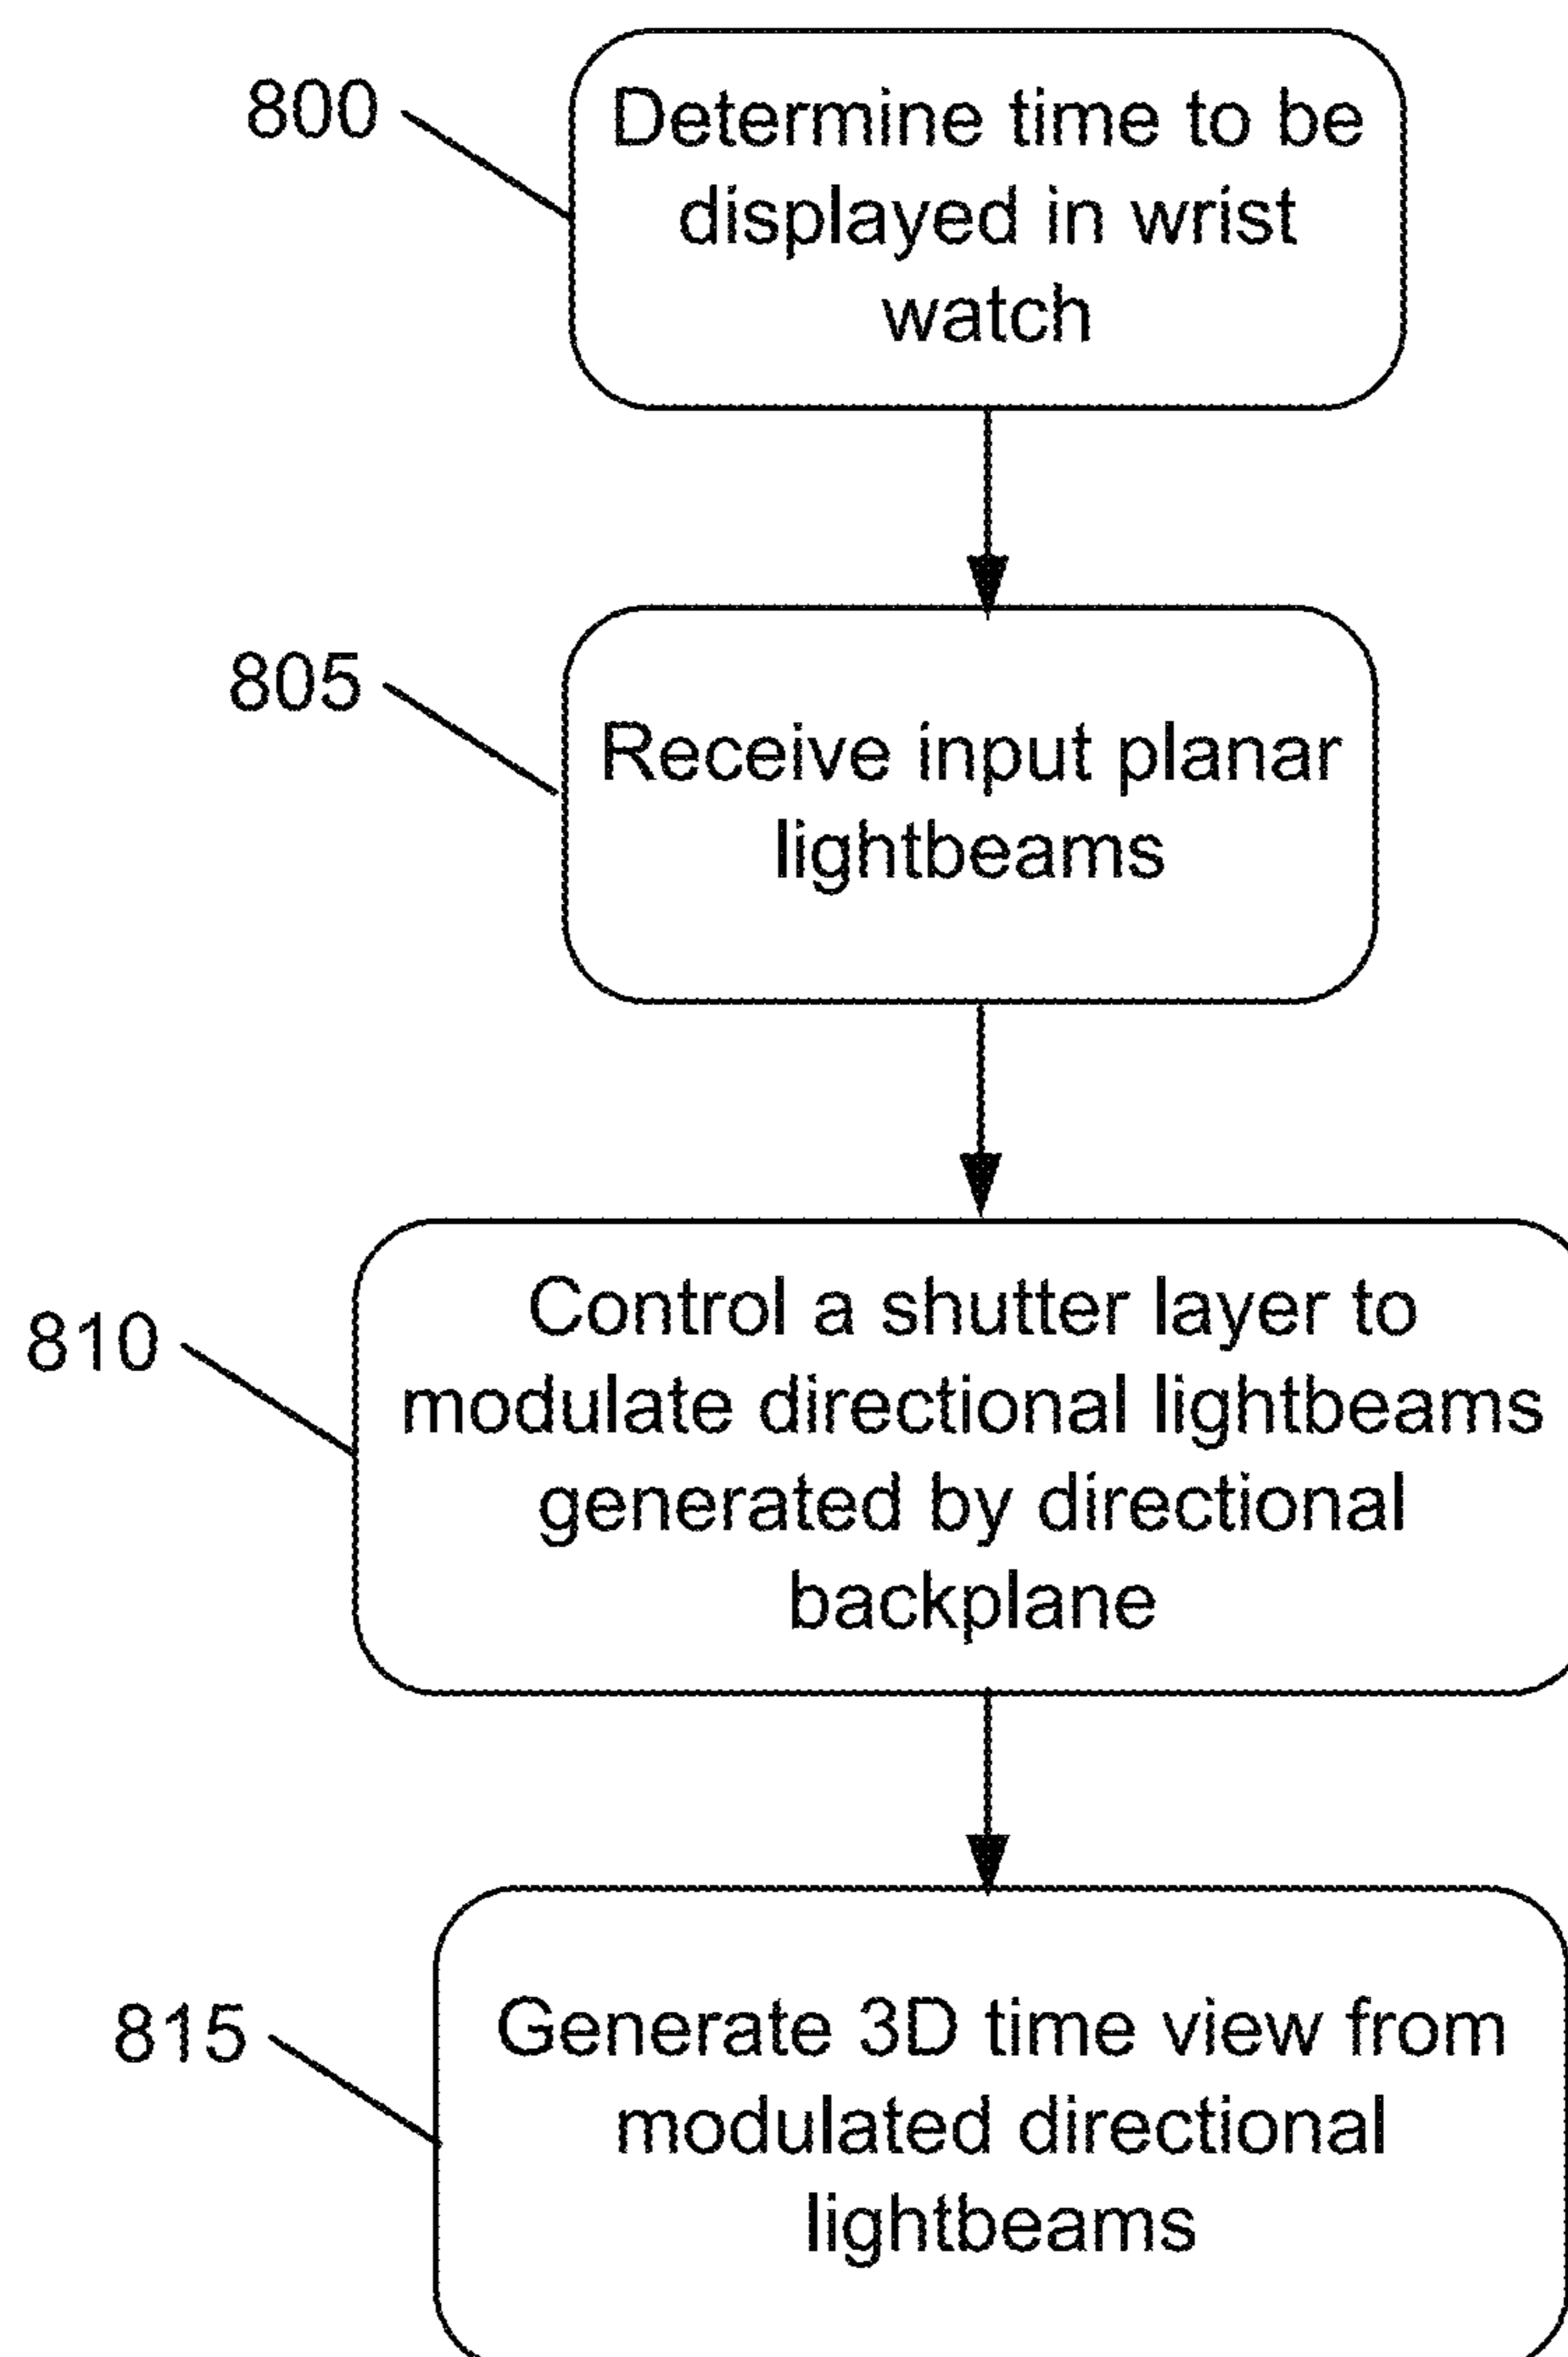 800
Determine time to be
displayed in wrist
watch
805
Receive input planar
lightbeams
810
Control a shutter layer to
modulate directional lightbeams
generated by directional
backplane
815
Generate 3D time view from
modulated directional
lightbeams